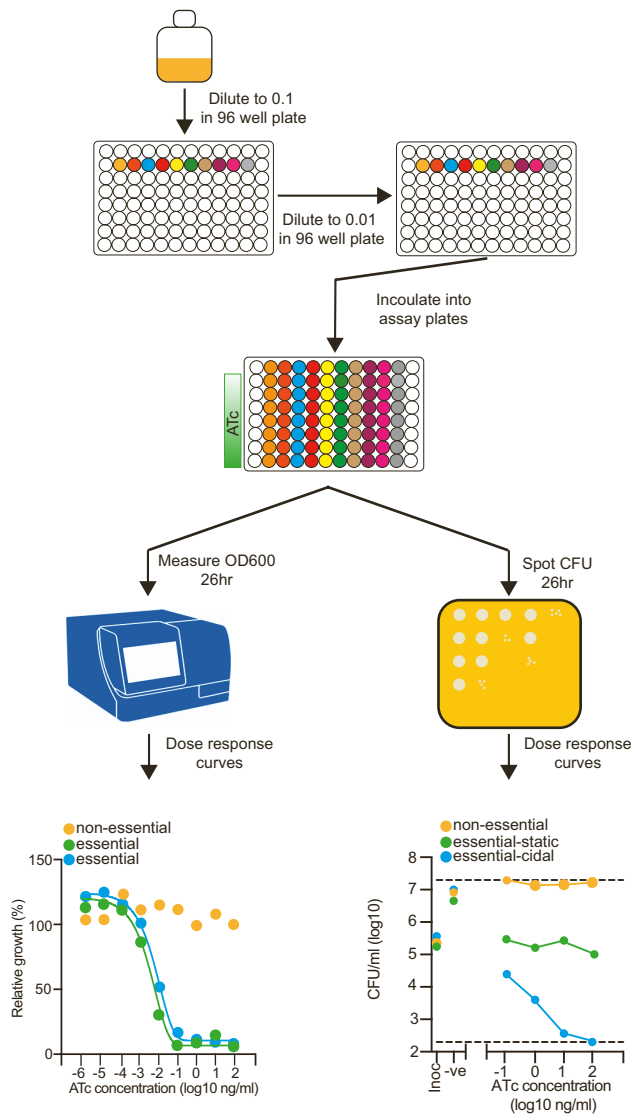 Dilute to 0.1
in 96 well plate
Dilute to 0.01
in 96 well plate
Incoulate into
assay plates
ATc
Measure OD600
26hr
Spot CFU
26hr
Dose response
curves
Dose response
curves
non-essential
essential
essential
150
100
50
0
Relative growth (%)
-6 -5 -4 -3 -2 -1 0 1 2
ATc concentration (log10 ng/ml)
non-essential
essential-static
essential-cidal
8
7
6
5
4
3
2
CFU/ml (log10)
Inoc -ve -1 0 1 2
ATc concentration
(log10 ng/ml)